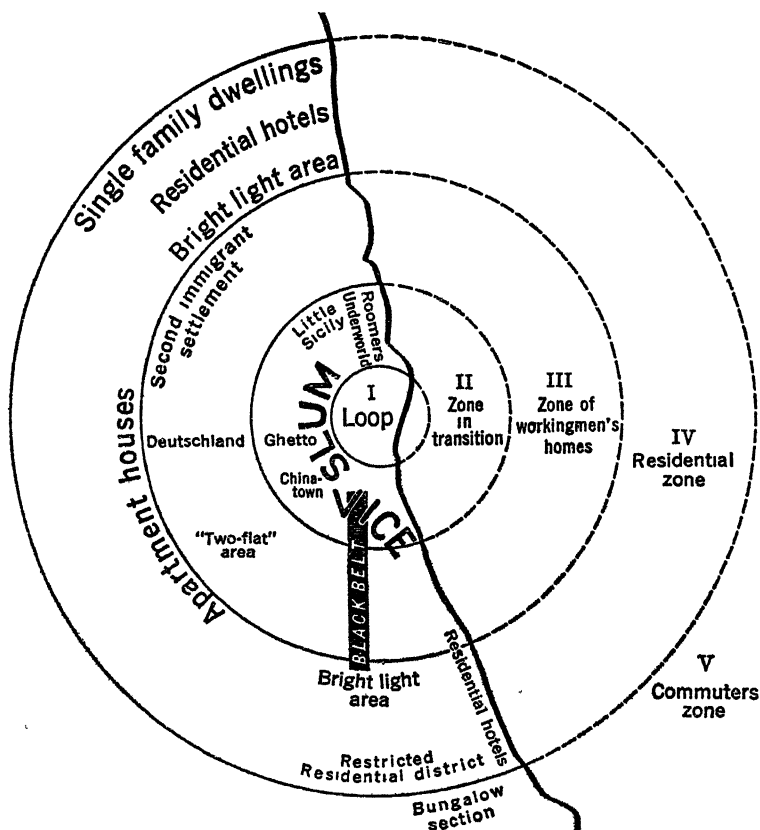 Single family dwellings
Residential hotels
Bright light area
Second immigrant
settlement
Little
Sicily
Roomers
Underworld
I
Loop
II
Zone
in
transition
III
Zone of
workingmen's
homes
IV
Residential
zone
V
Commuters
zone
Apartment houses
Deutschland
Ghetto
SLUM
China-
town
VICE
"Two-flat"
area
BLACK BELT
Bright light
area
Residential hotels
Restricted
Residential district
Bungalow
section